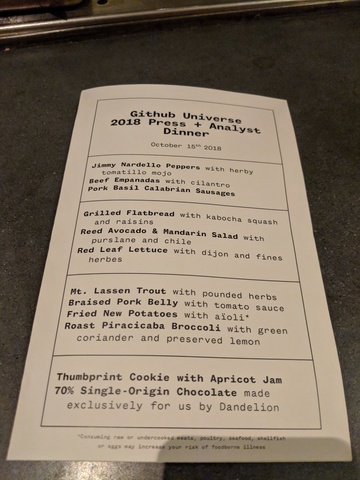 Github Universe
2018 Press + Analyst
Dinner
October 15th 2018
Jimmy Nardello Peppers with herby
tomatillo mojo
Beef Empanadas with cilantro
Pork Basil Calabrian Sausages
Grilled Flatbread with kabocha squash
and raisins
Reed Avocado & Mandarin Salad with
purslane and chile
Red Leaf Lettuce with dijon and fines
herbes
Mt. Lassen Trout with pounded herbs
Braised Pork Belly with tomato sauce
Fried New Potatoes with aïoli*
Roast Piracicaba Broccoli with green
coriander and preserved lemon
Thumbprint Cookie with Apricot Jam
70% Single-Origin Chocolate made
exclusively for us by Dandelion
*Consuming raw or undercooked meats, poultry, seafood, shellfish
or eggs may increase your risk of foodborne illness